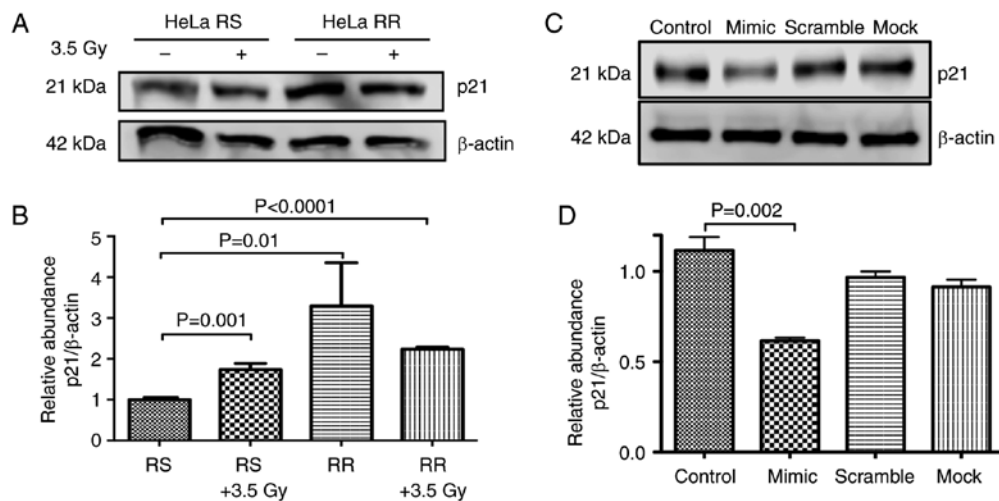 A
HeLa RS HeLa RR
3.5 Gy – + – +
21 kDa p21
42 kDa β-actin
B
P<0.0001
P=0.01
P=0.001
Relative abundance
p21/β-actin
5
4
3
2
1
0
RS RS RR RR
+3.5 Gy +3.5 Gy
C
Control Mimic Scramble Mock
21 kDa p21
42 kDa β-actin
D
P=0.002
Relative abundance
p21/β-actin
1.0
0.5
0.0
Control Mimic Scramble Mock